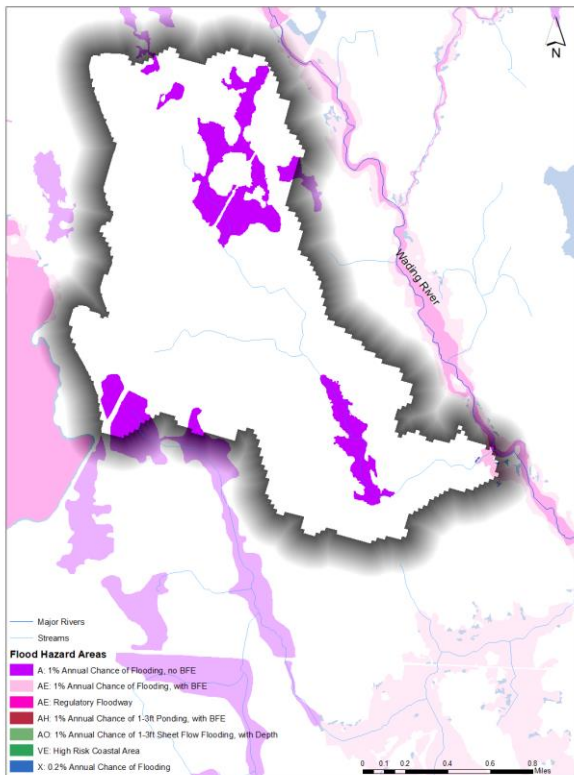 N
Wading River
Major Rivers
Streams
Flood Hazard Areas
A: 1% Annual Chance of Flooding, no BFE
AE: 1% Annual Chance of Flooding, with BFE
AE: Regulatory Floodway
AH: 1% Annual Chance of 1-3ft Ponding, with BFE
AO: 1% Annual Chance of 1-3ft Sheet Flow Flooding, with Depth
VE: High Risk Coastal Area
X: 0.2% Annual Chance of Flooding
0 0.1 0.2 0.4 0.6 0.8
Miles